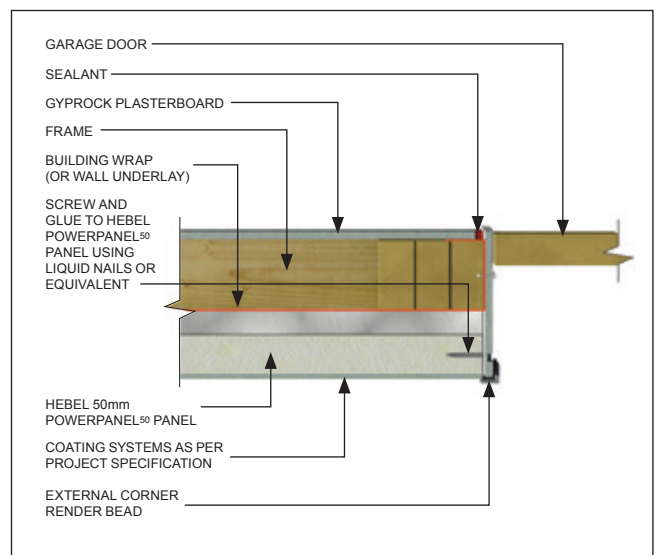 GARAGE DOOR
SEALANT
GYPROCK PLASTERBOARD
FRAME
BUILDING WRAP
(OR WALL UNDERLAY)
SCREW AND
GLUE TO HEBEL
POWERPANEL50
PANEL USING
LIQUID NAILS OR
EQUIVALENT
HEBEL 50mm
POWERPANEL50 PANEL
COATING SYSTEMS AS PER
PROJECT SPECIFICATION
EXTERNAL CORNER
RENDER BEAD